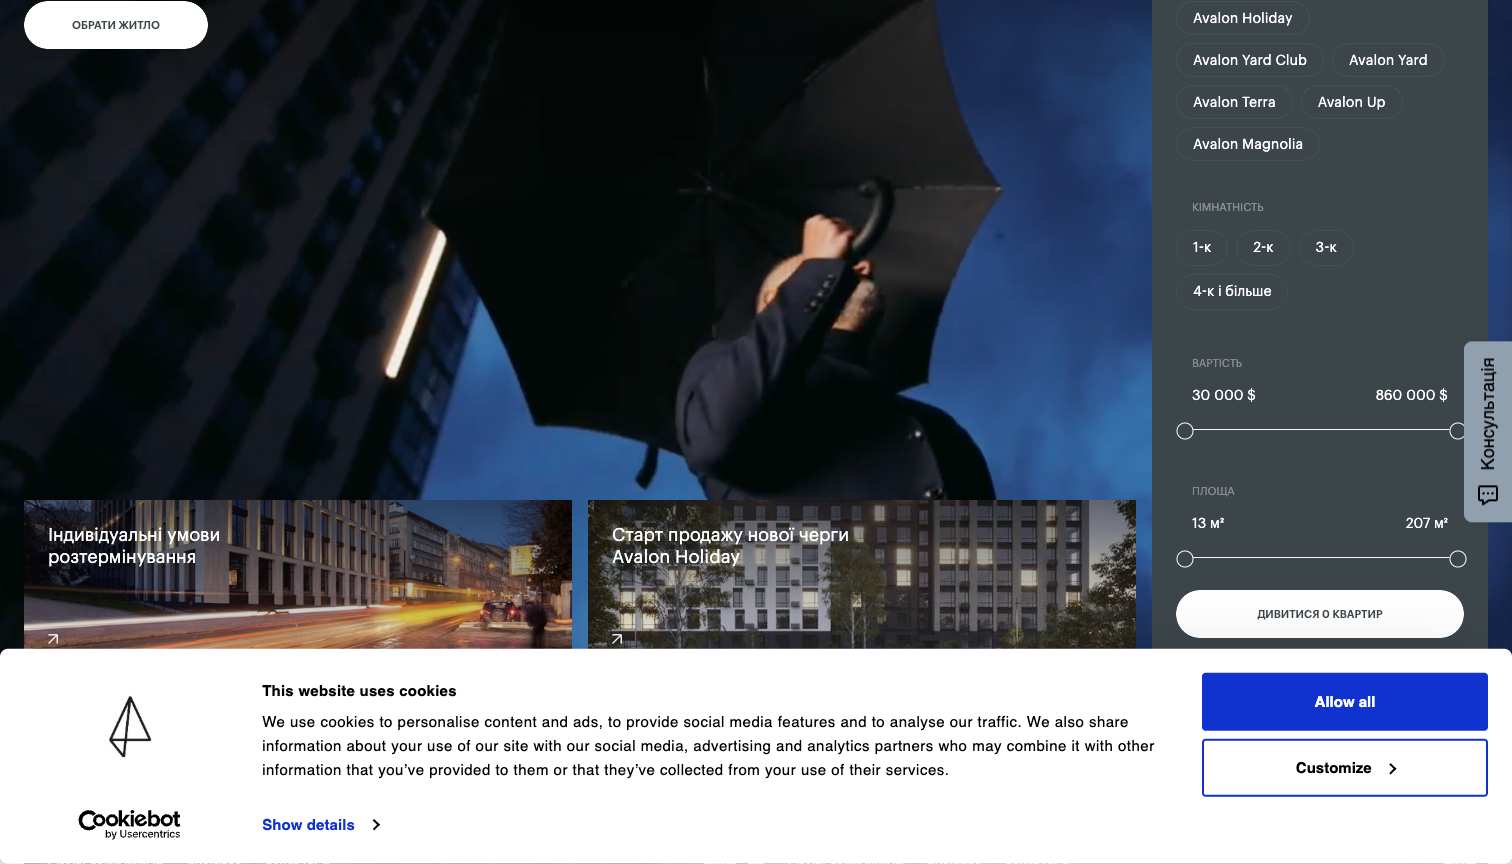 ОБРАТИ ЖИТЛО
Avalon Holiday
Avalon Yard Club
Avalon Yard
Avalon Terra
Avalon Up
Avalon Magnolia
КІМНАТНІСТЬ
1-к
2-к
3-к
4-к і більше
ВАРТІСТЬ
30 000 $
860 000 $
ПЛОЩА
13 м²
207 м²
ДИВИТИСЯ 0 КВАРТИР
Консультація
Індивідуальні умови
розтермінування
Старт продажу нової черги
Avalon Holiday
This website uses cookies
We use cookies to personalise content and ads, to provide social media features and to analyse our traffic. We also share
information about your use of our site with our social media, advertising and analytics partners who may combine it with other
information that you’ve provided to them or that they’ve collected from your use of their services.
Show details
Allow all
Customize
Cookiebot
by Usercentrics